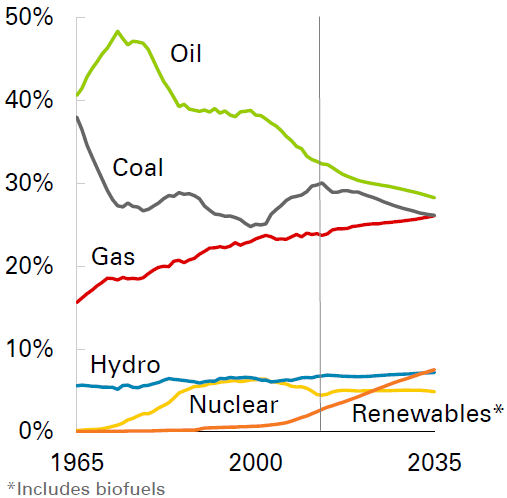 50%
Oil
40%
Coal
30%
Gas
20%
10%
Hydro
Nuclear
Renewables*
0%
1965 2000 2035
*Includes biofuels